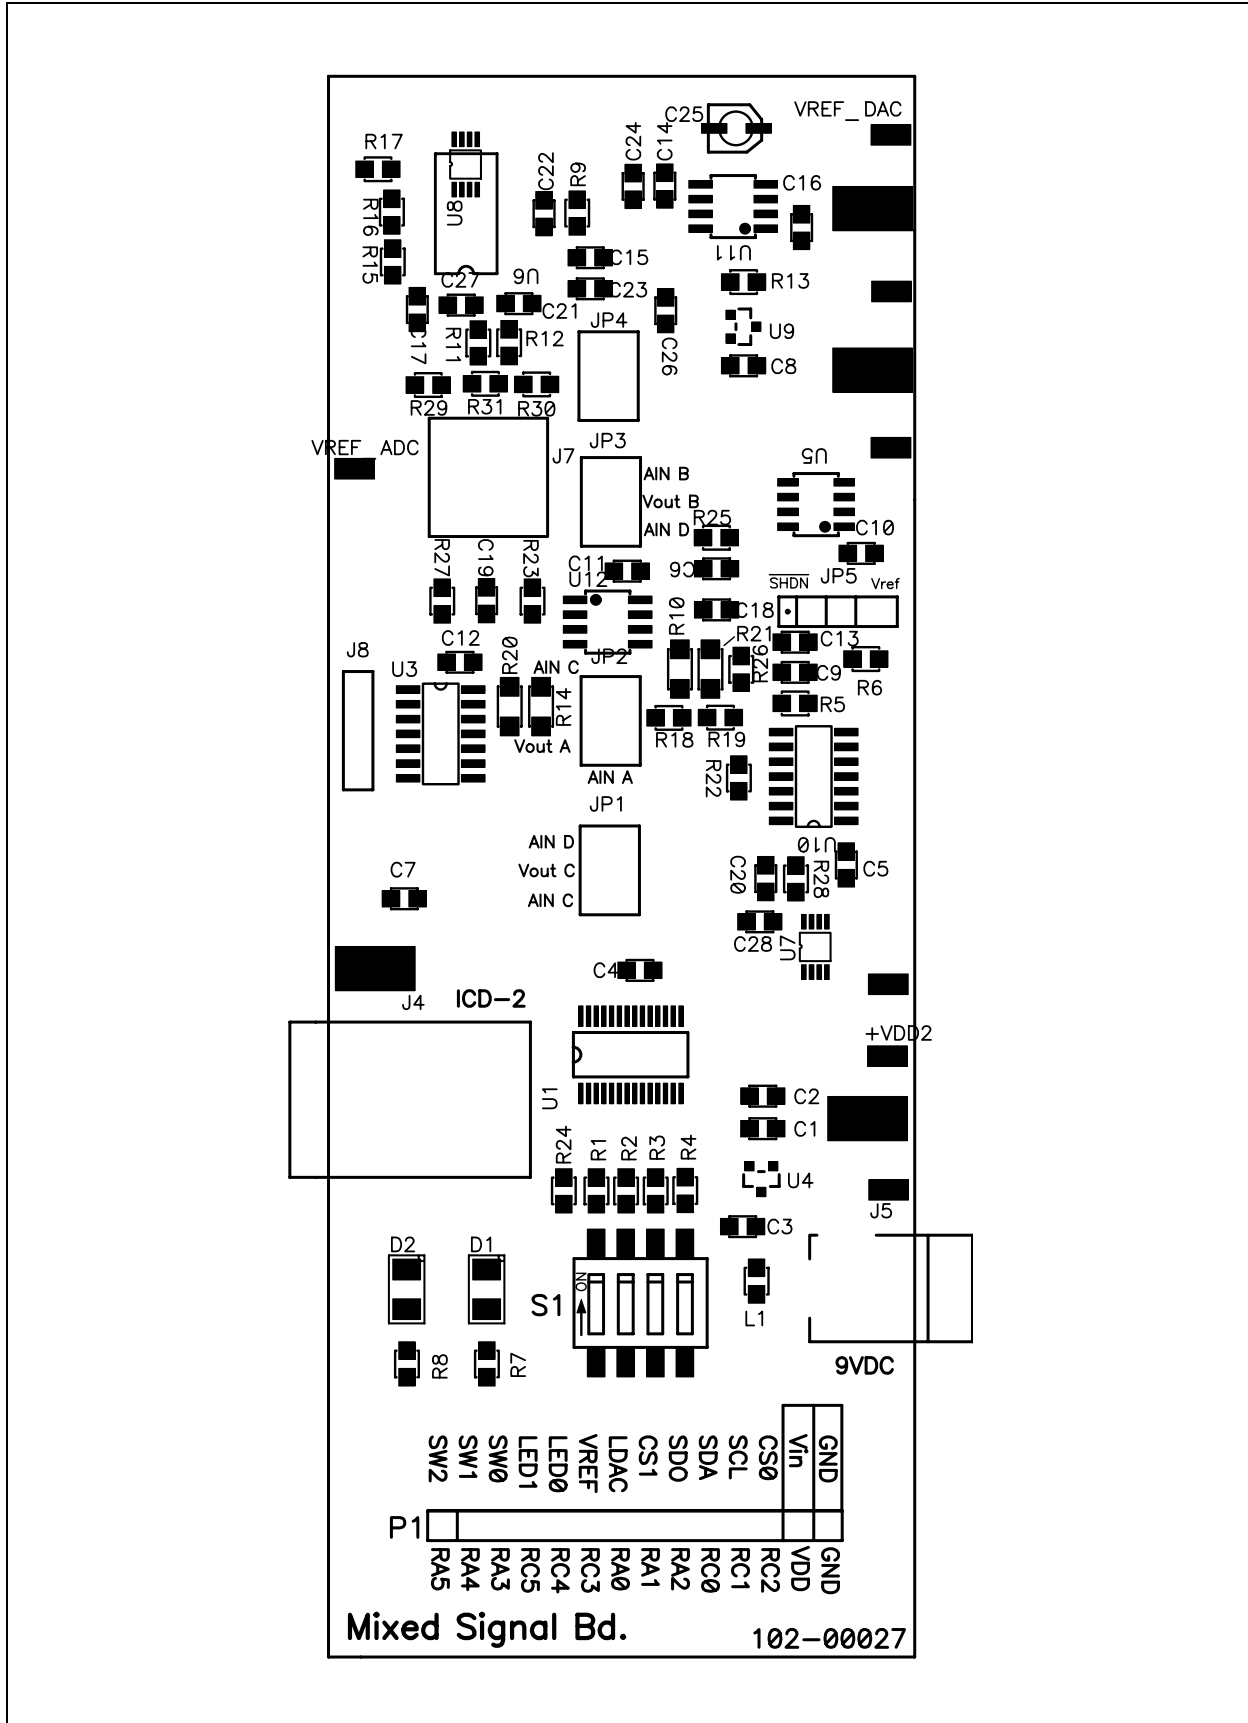 VREF_DAC
C25
R17
C24
C14
C22
R9
C16
U8
R16
U11
R15
C15
R13
C27
U6
C23
C21
JP4
U9
C17
R11
R12
C26
C8
R29
R31
R30
VREF_ADC
JP3
J7
U5
AIN B
Vout B
AIN D
R25
C10
R27
C19
R23
C11
C6
U12
SHDN
JP5
Vref
R10
C18
R21
C13
C12
J8
U3
R20
AIN C
JP2
R26
C9
R6
R14
R5
Vout A
R18
R19
AIN A
R22
JP1
AIN D
U10
Vout C
C7
C20
R28
C5
AIN C
C28
U7
C4
J4
ICD-2
+VDD2
U1
C2
C1
R24
R1
R2
R3
R4
U4
J5
C3
D2
D1
ON
S1
L1
9VDC
R8
R7
SW2
SW1
SW0
LED1
LED0
VREF
LDAC
CS1
SDO
SDA
SCL
CS0
Vin
GND
P1
RA5
RA4
RA3
RC5
RC4
RC3
RA0
RA1
RA2
RC0
RC1
RC2
VDD
GND
Mixed Signal Bd.
102-00027